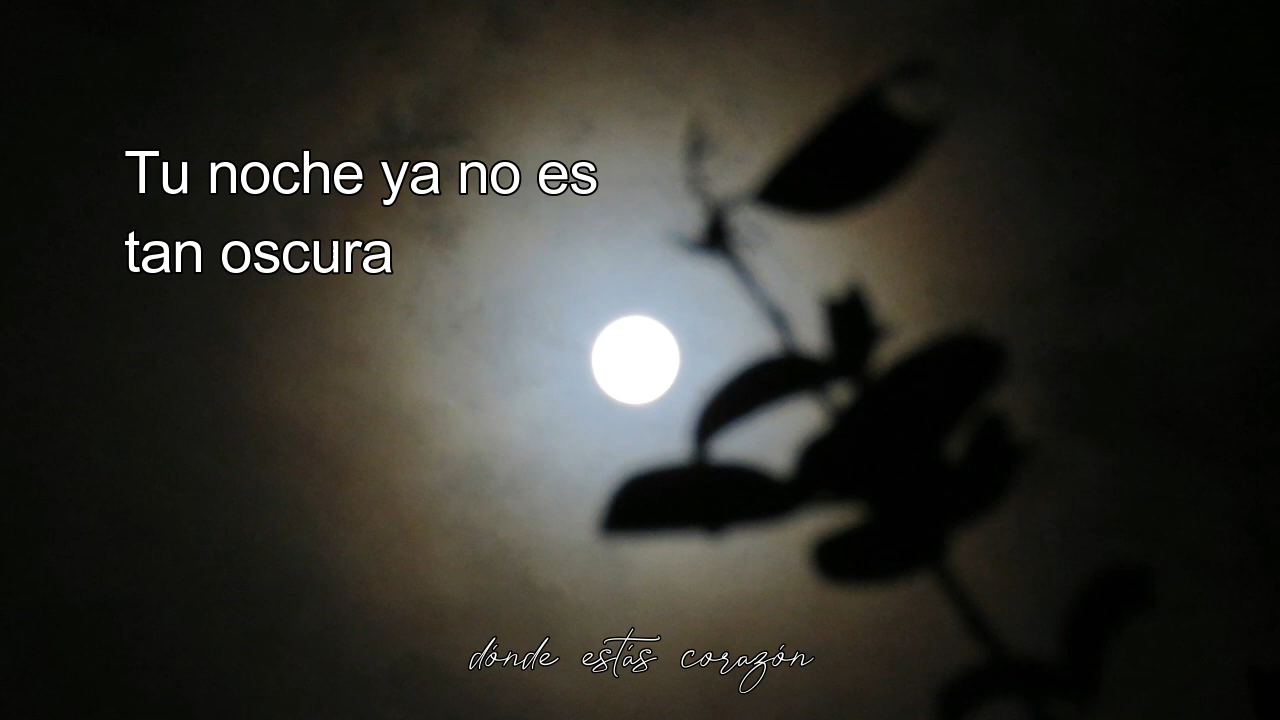 Tu noche ya no es
tan oscura
dónde estás corazón